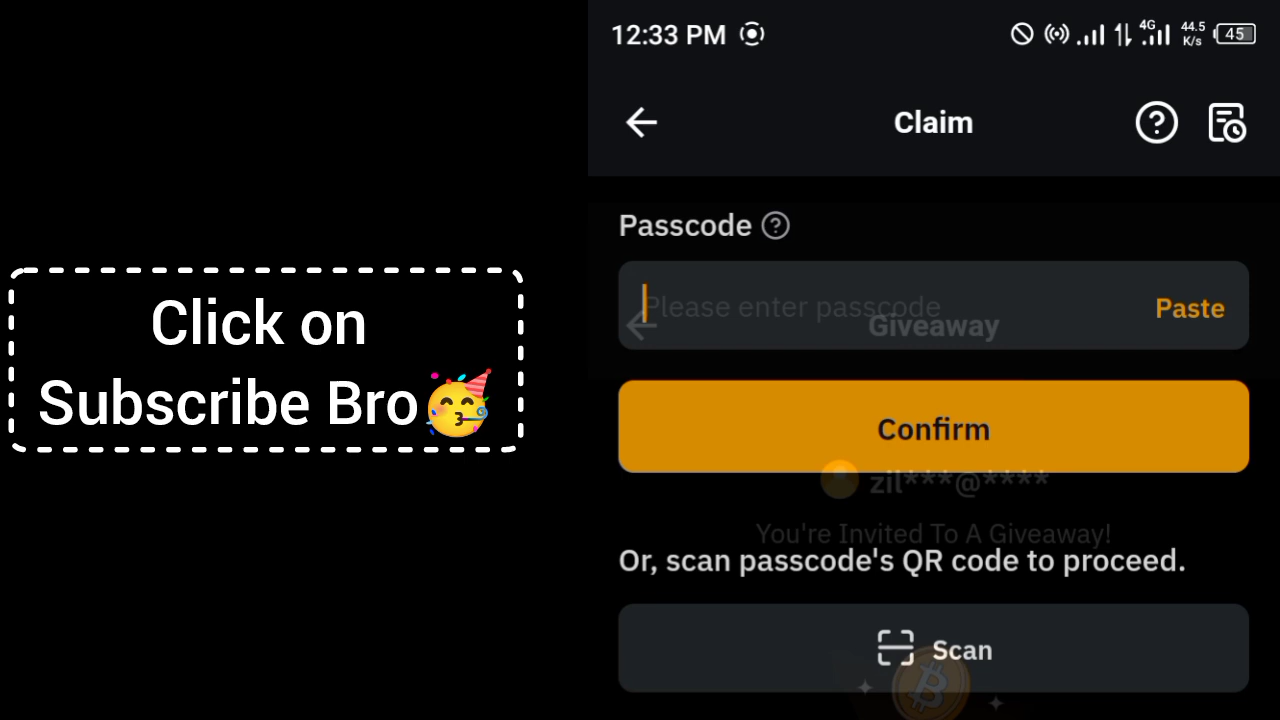 Click on
Subscribe Bro🥳
12:33 PM
4G
44.5
K/s
45
Claim
Passcode
Please enter passcode
Paste
Giveaway
Confirm
zil***@****
You're Invited To A Giveaway!
Or, scan passcode's QR code to proceed.
Scan